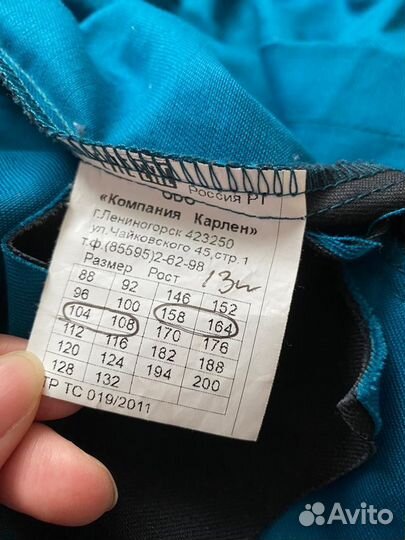 ООО Россия РТ
«Компания Карлен»
г.Лениногорск 423250
ул.Чайковского 45,стр.1
т.ф.(85595)2-62-98
Размер Рост
88 92 146 152
96 100 158 164
104 108 170 176
112 116 182 188
120 124 194 200
128 132
ТР ТС 019/2011
Avito